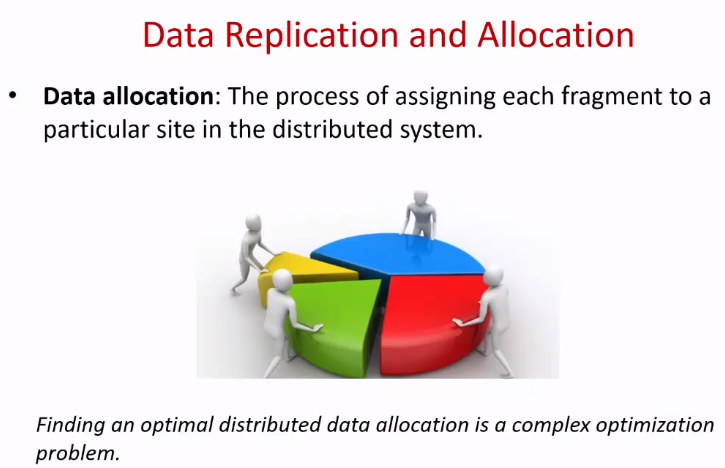 Data Replication and Allocation
• Data allocation: The process of assigning each fragment to a
particular site in the distributed system.
Finding an optimal distributed data allocation is a complex optimization
problem.